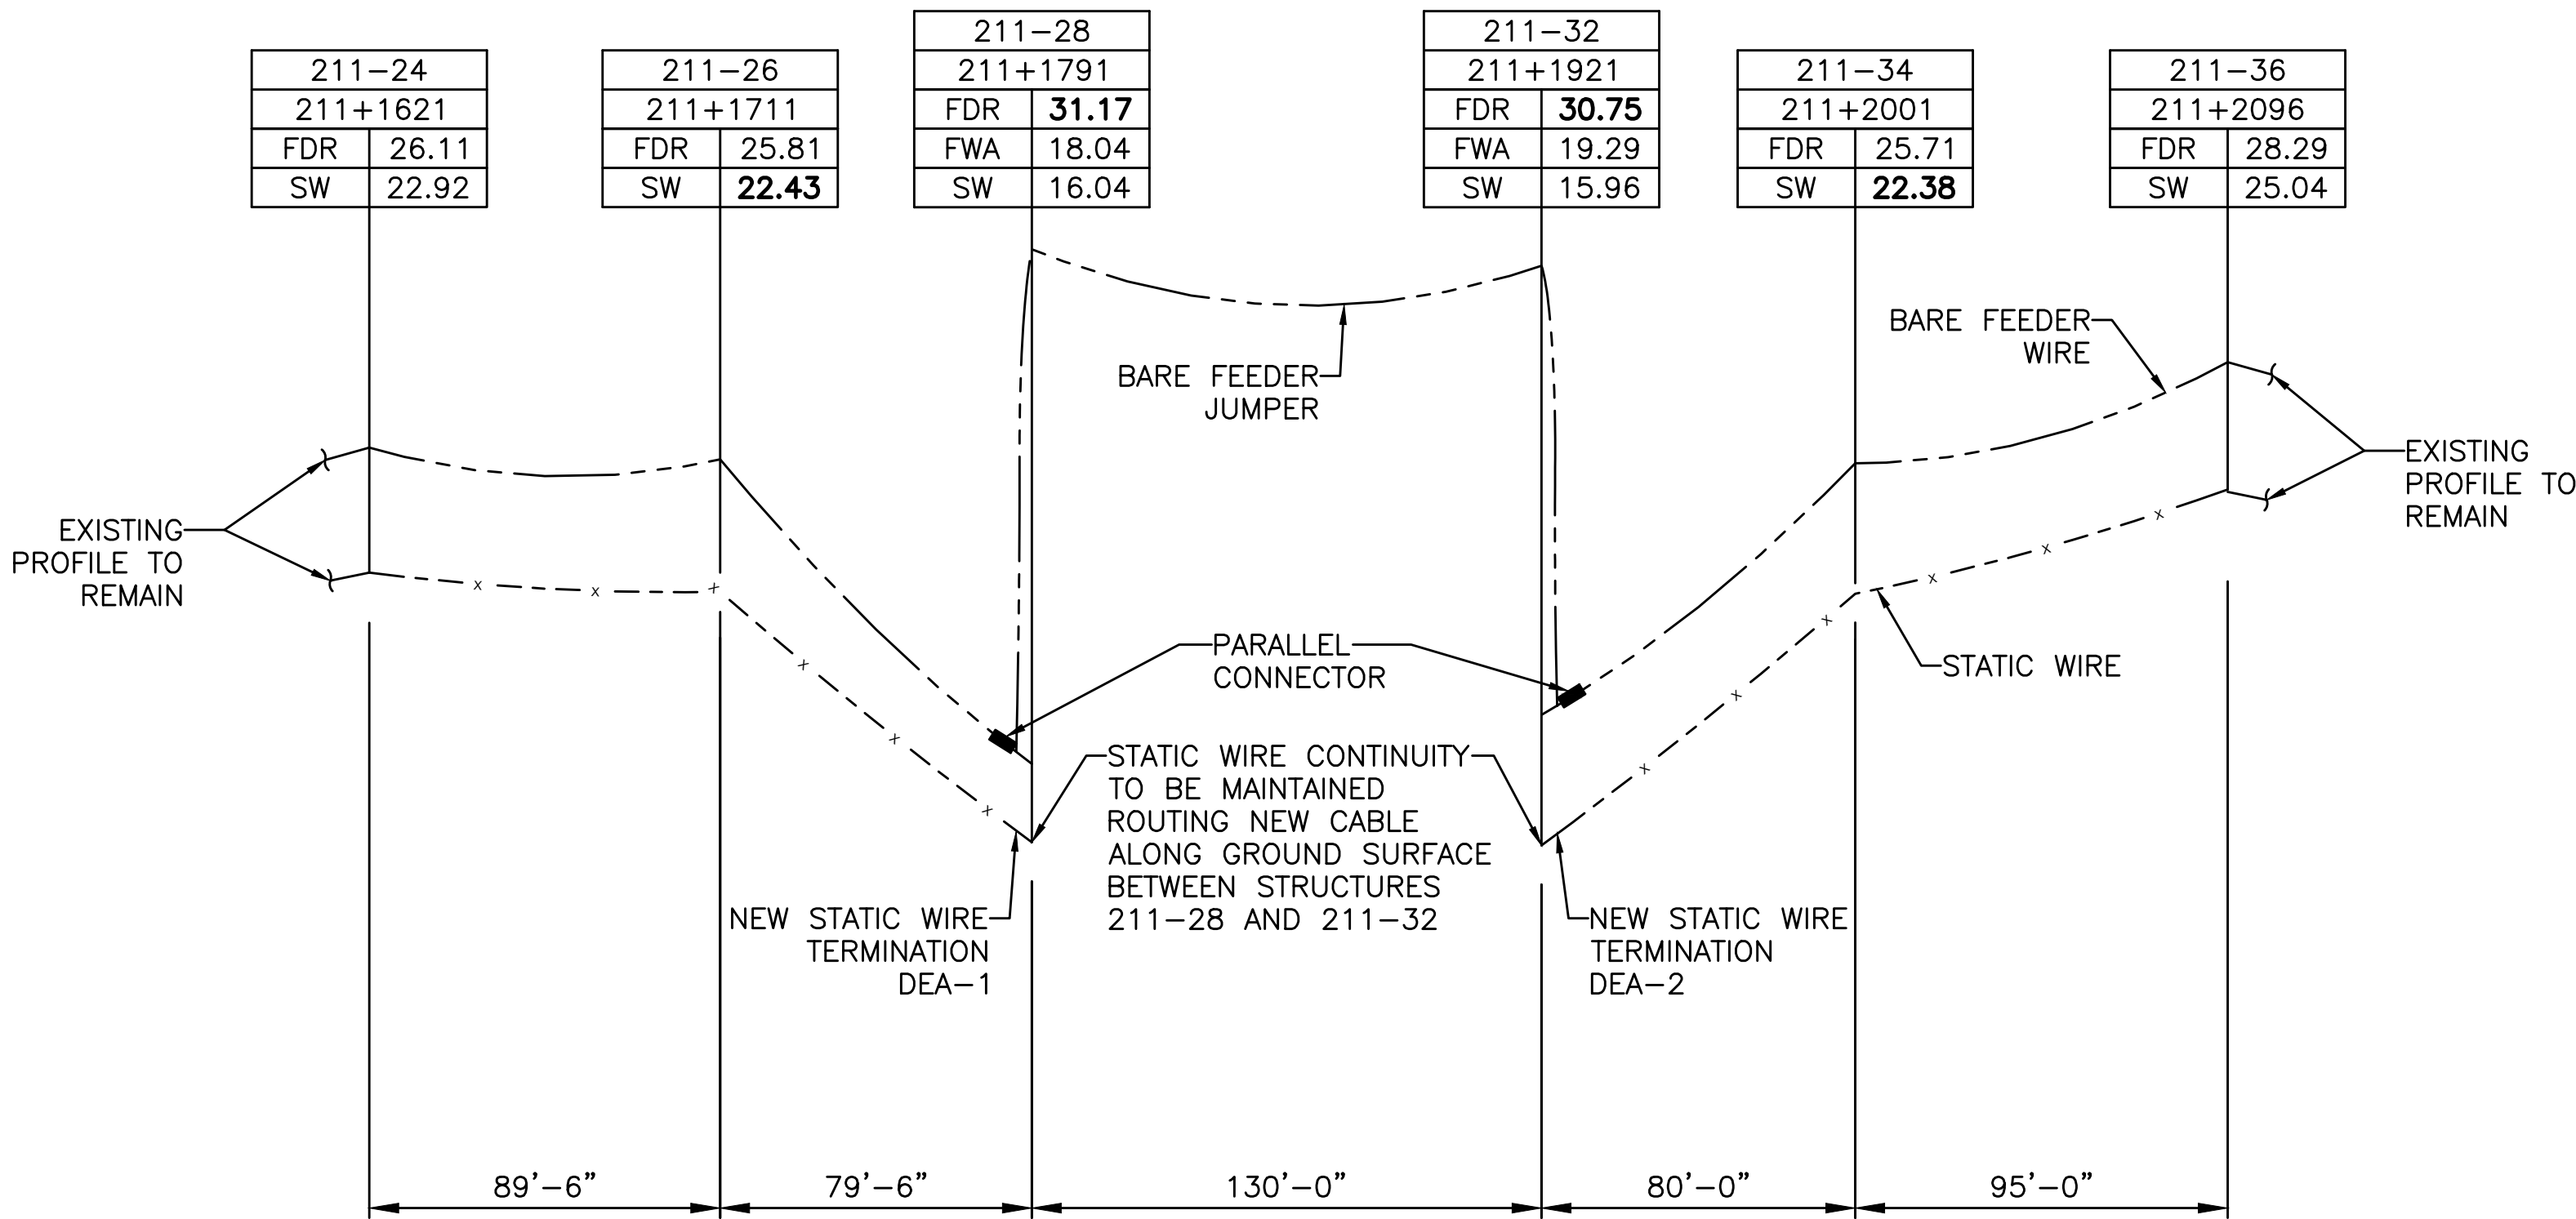 211-24
211+1621
FDR 26.11
SW 22.92
211-26
211+1711
FDR 25.81
SW 22.43
211-28
211+1791
FDR 31.17
FWA 18.04
SW 16.04
211-32
211+1921
FDR 30.75
FWA 19.29
SW 15.96
211-34
211+2001
FDR 25.71
SW 22.38
211-36
211+2096
FDR 28.29
SW 25.04
BARE FEEDER
JUMPER
BARE FEEDER
WIRE
EXISTING
PROFILE TO
REMAIN
EXISTING
PROFILE TO
REMAIN
PARALLEL
CONNECTOR
STATIC WIRE
STATIC WIRE CONTINUITY
TO BE MAINTAINED
ROUTING NEW CABLE
ALONG GROUND SURFACE
BETWEEN STRUCTURES
211-28 AND 211-32
NEW STATIC WIRE
TERMINATION
DEA-1
NEW STATIC WIRE
TERMINATION
DEA-2
89'-6"
79'-6"
130'-0"
80'-0"
95'-0"